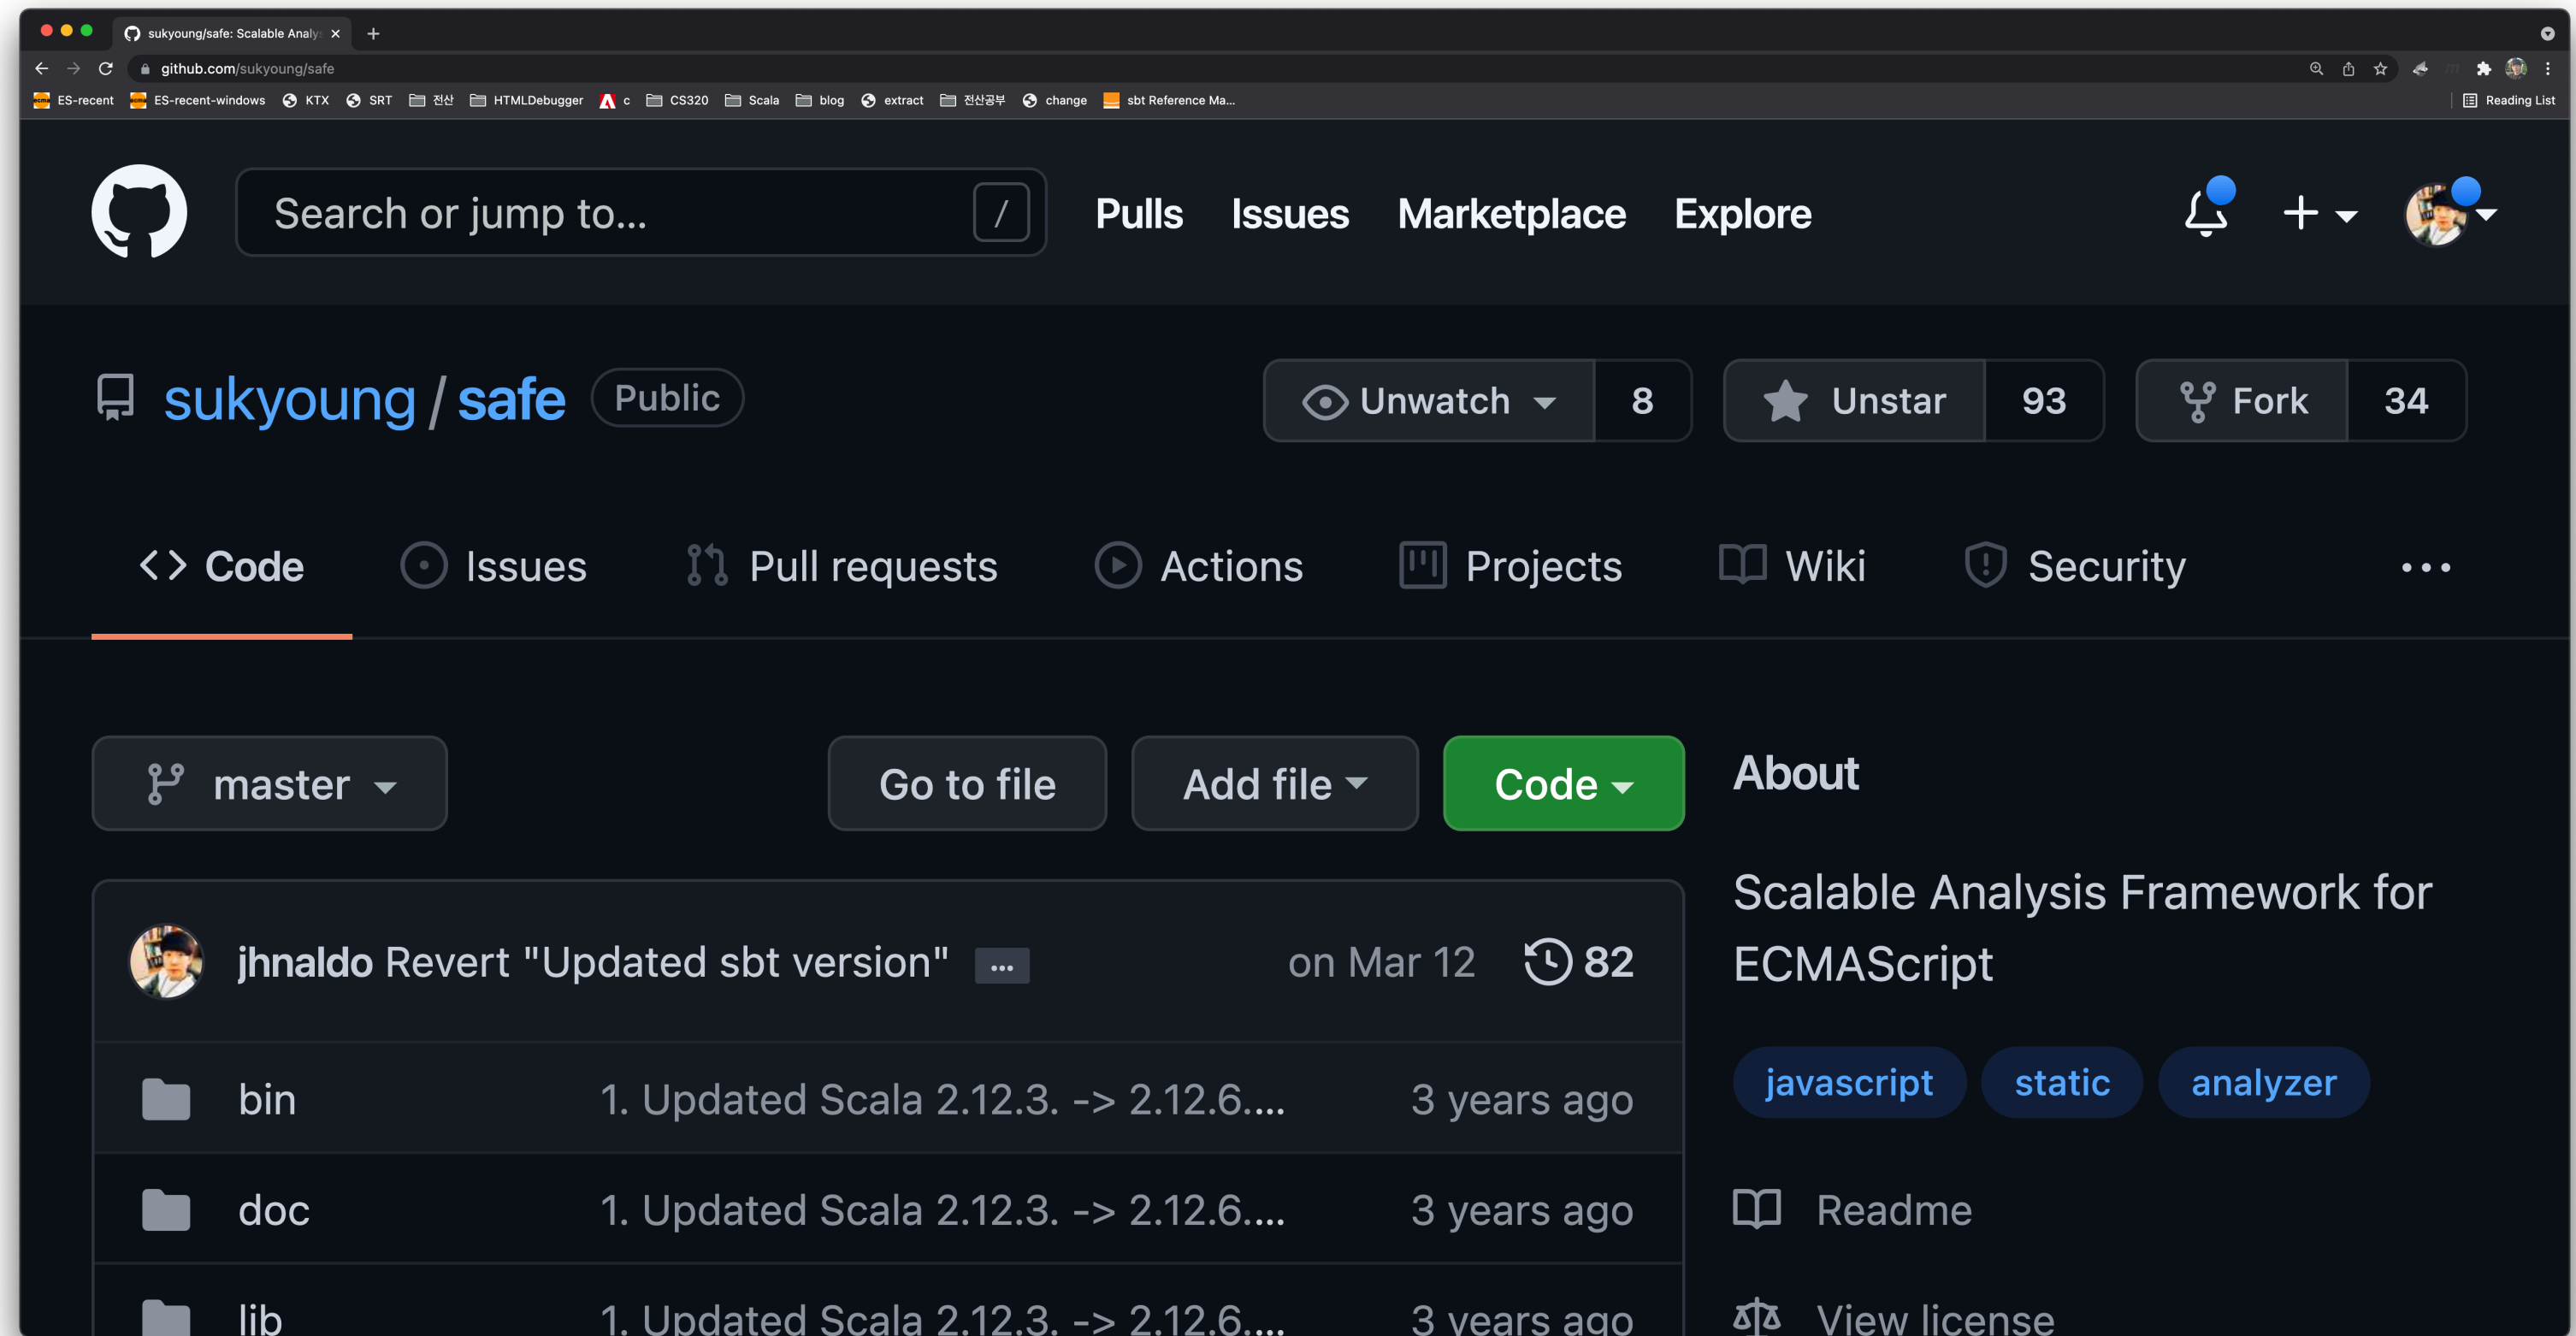 sukyoung/safe: Scalable Analy
github.com/sukyoung/safe
ES-recent ES-recent-windows KTX SRT 전산 HTMLDebugger c CS320 Scala blog extract 전산공부 change sbt Reference Ma... Reading List
Search or jump to... / Pulls Issues Marketplace Explore
sukyoung / safe Public Unwatch 8 Unstar 93 Fork 34
Code Issues Pull requests Actions Projects Wiki Security ...
master Go to file Add file Code About
Scalable Analysis Framework for
ECMAScript
jhnaldo Revert "Updated sbt version" ... on Mar 12 82
javascript static analyzer
bin 1. Updated Scala 2.12.3. -> 2.12.6.... 3 years ago
doc 1. Updated Scala 2.12.3. -> 2.12.6.... 3 years ago
Readme
lib 1. Updated Scala 2.12.3. -> 2.12.6.... 3 years ago
View license